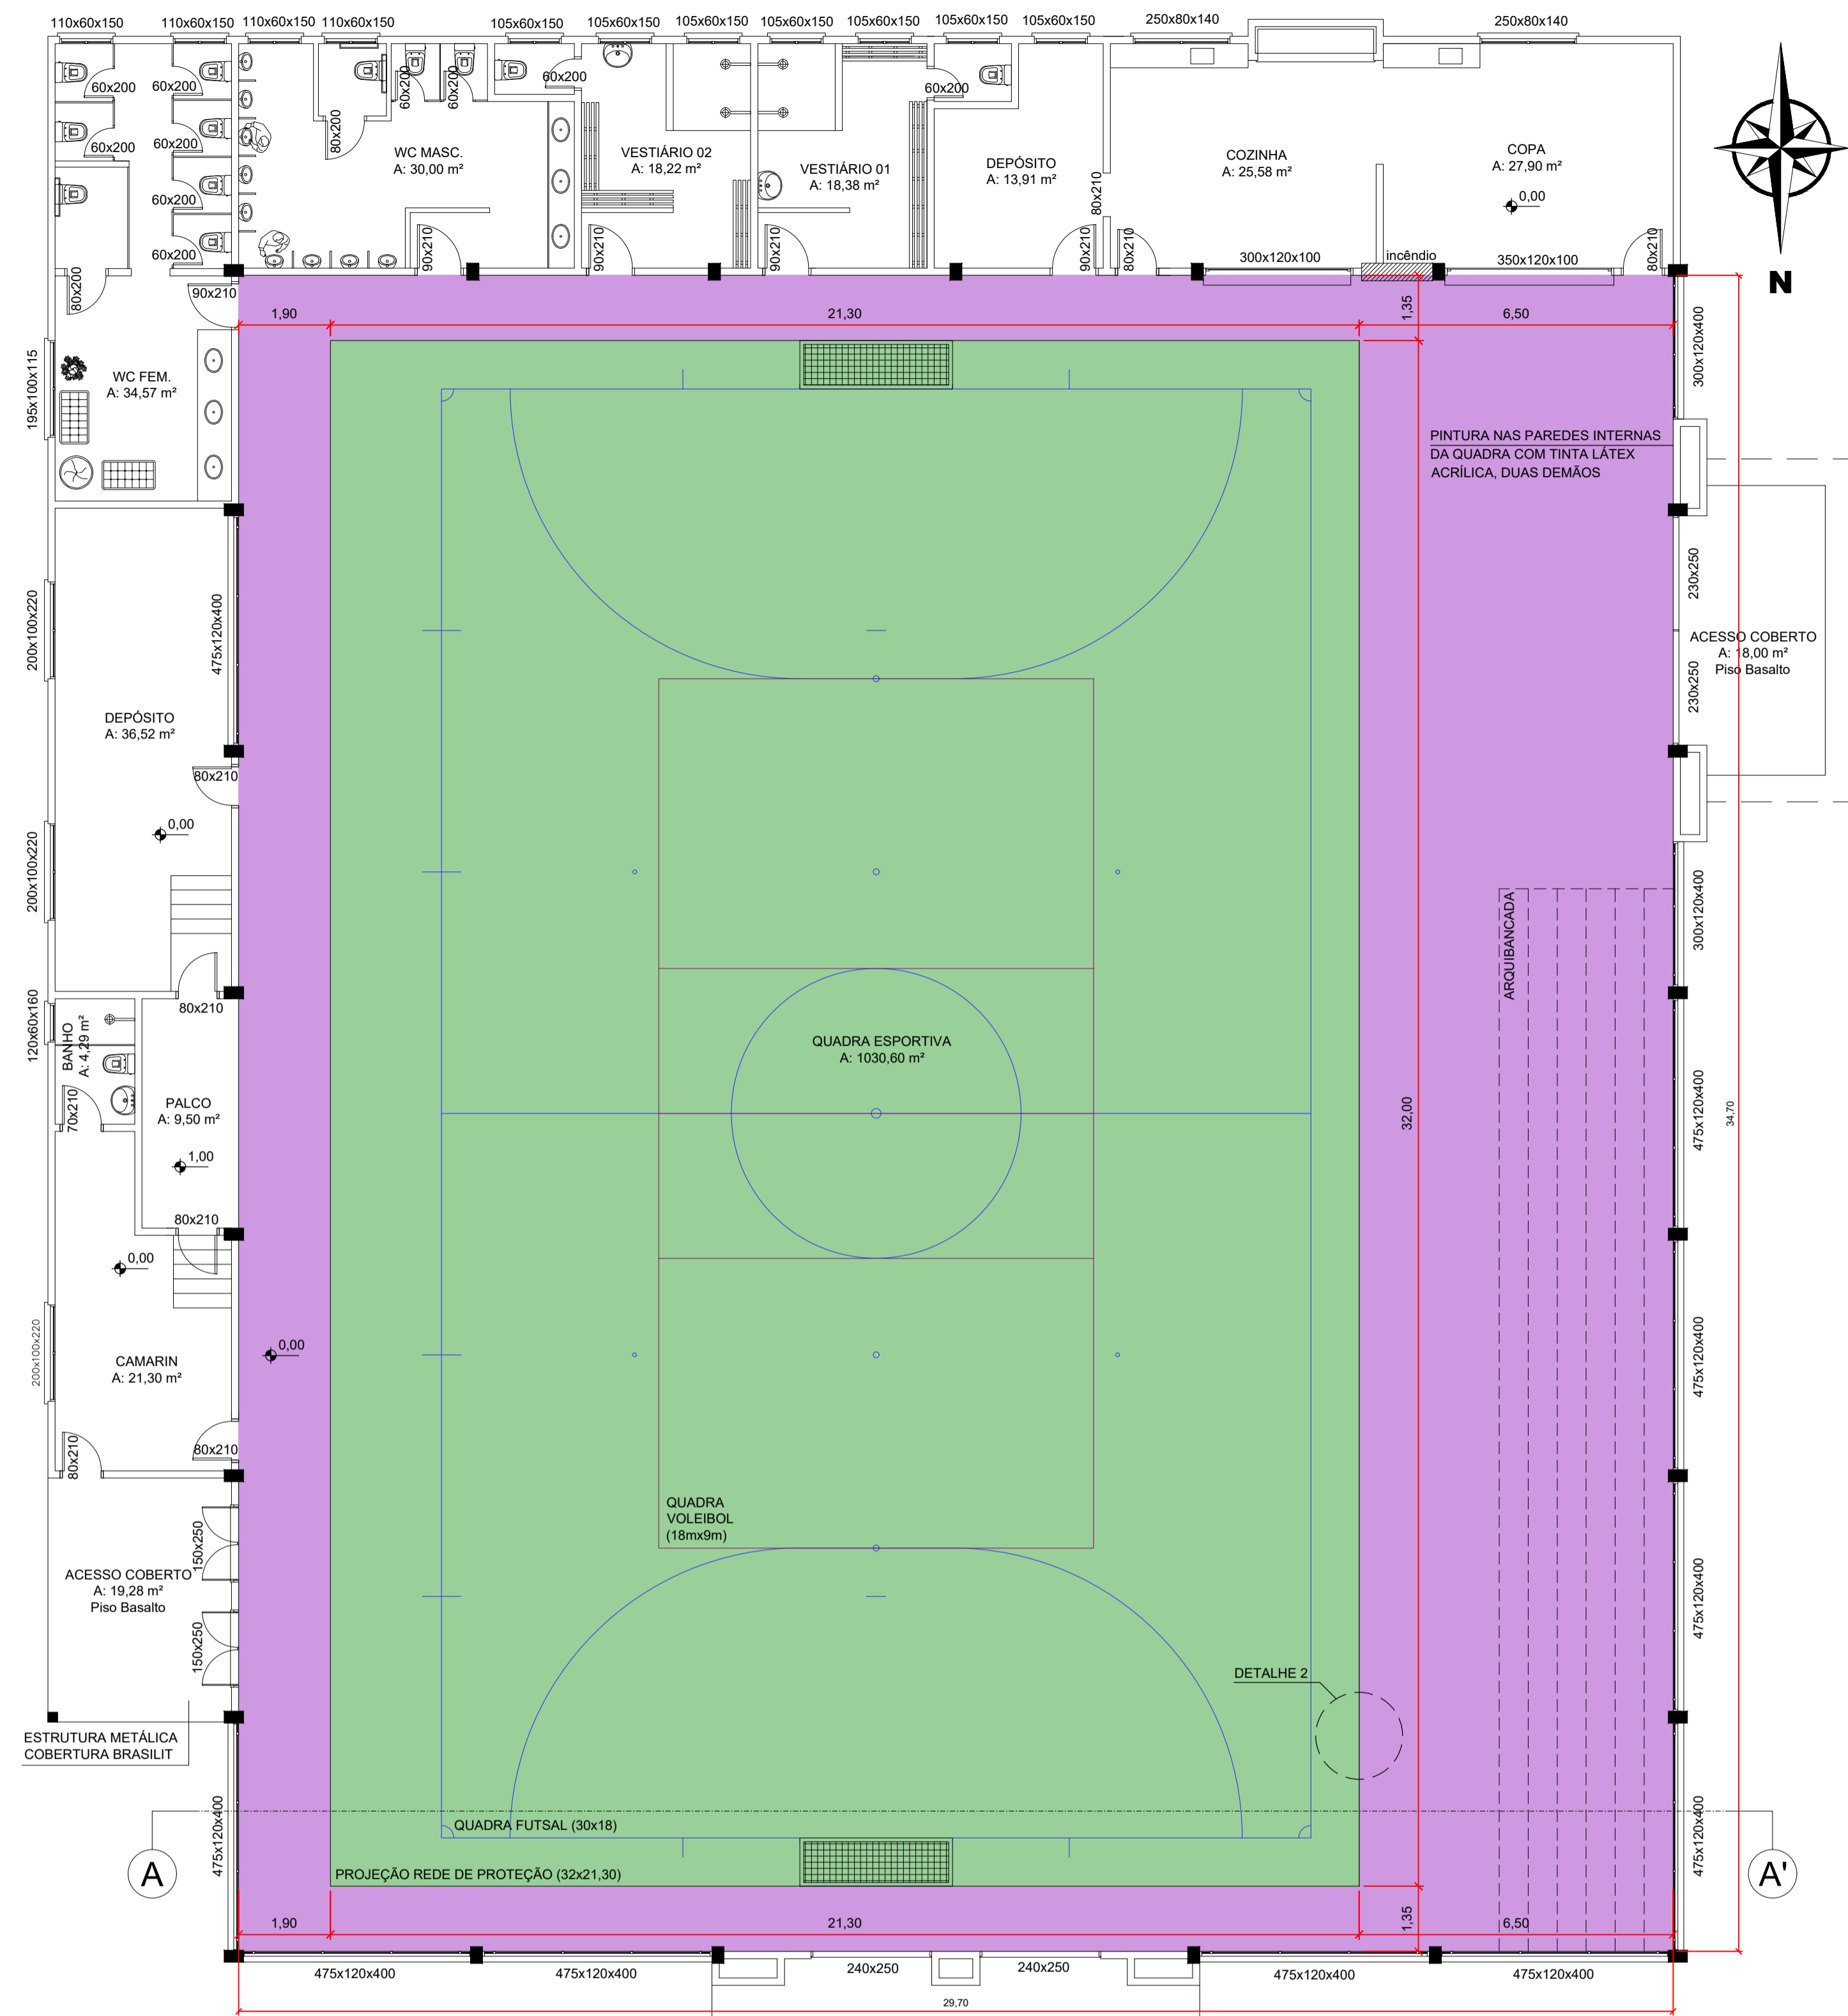 110x60x150
110x60x150
110x60x150
110x60x150
105x60x150
105x60x150
105x60x150
105x60x150
105x60x150
105x60x150
105x60x150
250x80x140
250x80x140
60x200
60x200
60x200
60x200
60x200
60x200
60x200
60x200
60x200
60x200
80x200
WC MASC.
A: 30,00 m²
VESTIÁRIO 02
A: 18,22 m²
VESTIÁRIO 01
A: 18,38 m²
DEPÓSITO
A: 13,91 m²
80x210
COZINHA
A: 25,58 m²
COPA
A: 27,90 m²
0,00
N
80x200
90x210
90x210
90x210
90x210
90x210
80x210
300x120x100
incêndio
350x120x100
80x210
1,90
21,30
1,35
6,50
300x120x400
195x100x115
WC FEM.
A: 34,57 m²
PINTURA NAS PAREDES INTERNAS
DA QUADRA COM TINTA LÁTEX
ACRÍLICA, DUAS DEMÃOS
200x100x220
475x120x400
230x250
ACESSO COBERTO
A: 18,00 m²
Piso Basalto
230x250
DEPÓSITO
A: 36,52 m²
80x210
0,00
200x100x220
300x120x400
ARQUIBANCADA
80x210
120x60x160
BANHO
A: 4,29 m²
70x210
PALCO
A: 9,50 m²
1,00
QUADRA ESPORTIVA
A: 1030,60 m²
32,00
475x120x400
34,70
80x210
0,00
200x100x220
0,00
CAMARIN
A: 21,30 m²
475x120x400
80x210
80x210
QUADRA
VOLEIBOL
(18mx9m)
150x250
ACESSO COBERTO
A: 19,28 m²
Piso Basalto
150x250
475x120x400
DETALHE 2
ESTRUTURA METÁLICA
COBERTURA BRASILIT
475x120x400
QUADRA FUTSAL (30x18)
475x120x400
A
PROJEÇÃO REDE DE PROTEÇÃO (32x21,30)
A'
1,90
21,30
1,35
6,50
475x120x400
475x120x400
240x250
240x250
475x120x400
475x120x400
29,70